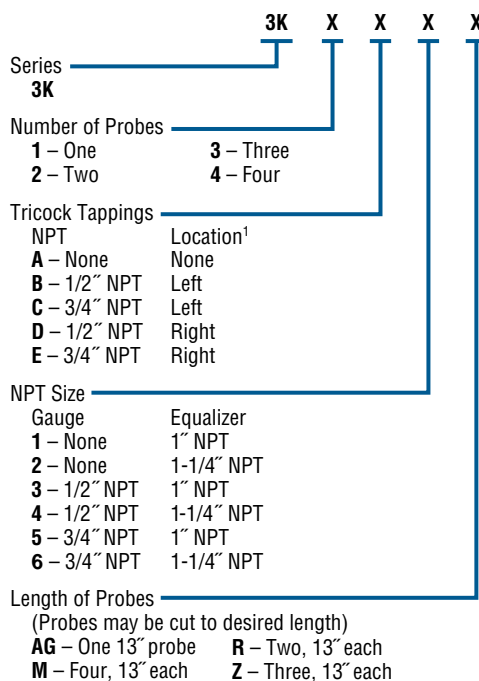 3K X X X X
Series
3K
Number of Probes
1 – One 3 – Three
2 – Two 4 – Four
Tricock Tappings
NPT Location1
A – None None
B – 1/2˝ NPT Left
C – 3/4˝ NPT Left
D – 1/2˝ NPT Right
E – 3/4˝ NPT Right
NPT Size
Gauge Equalizer
1 – None 1˝ NPT
2 – None 1-1/4˝ NPT
3 – 1/2˝ NPT 1˝ NPT
4 – 1/2˝ NPT 1-1/4˝ NPT
5 – 3/4˝ NPT 1˝ NPT
6 – 3/4˝ NPT 1-1/4˝ NPT
Length of Probes
(Probes may be cut to desired length)
AG – One 13˝ probe R – Two, 13˝ each
M – Four, 13˝ each Z – Three, 13˝ each